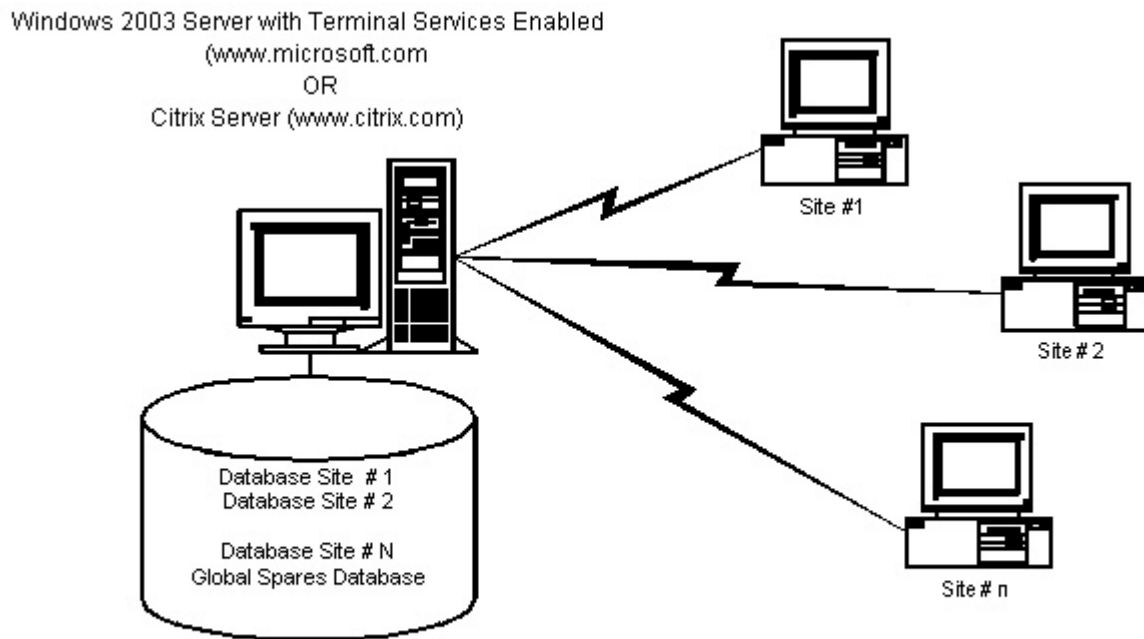 Windows 2003 Server with Terminal Services Enabled
(www.microsoft.com
OR
Citrix Server (www.citrix.com)
Site #1
Site # 2
Database Site # 1
Database Site # 2
Database Site # N
Global Spares Database
Site # n